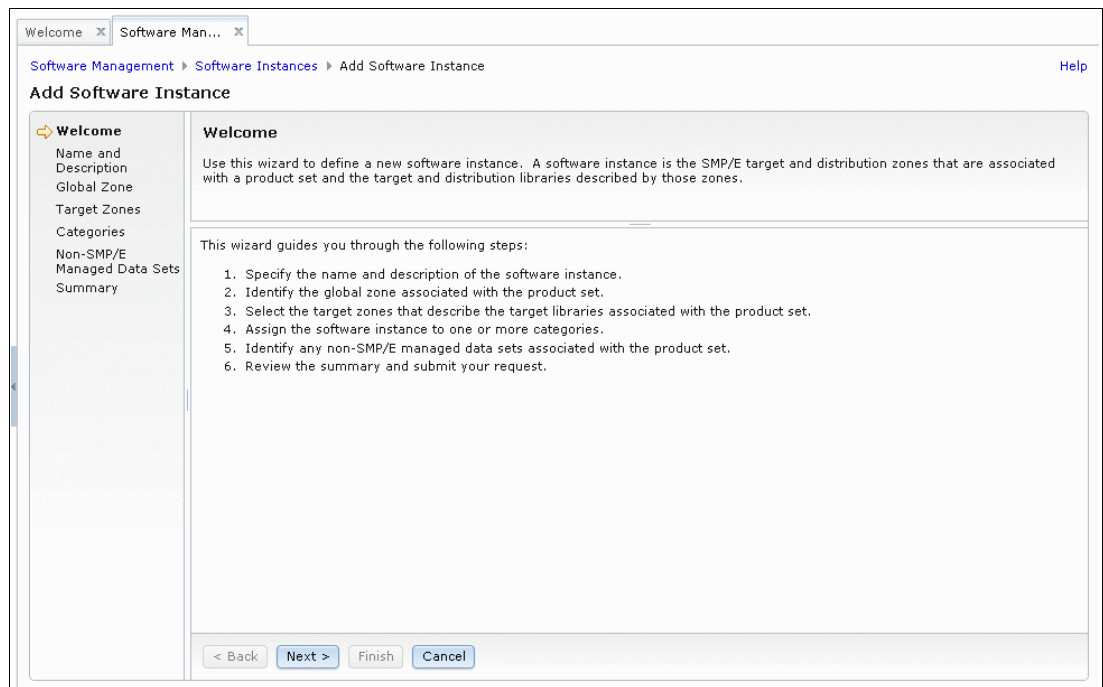 Welcome x Software Man... x
Software Management Software Instances Add Software Instance Help
Add Software Instance
Welcome
Name and
Description
Global Zone
Target Zones
Categories
Non-SMP/E
Managed Data Sets
Summary
Welcome
Use this wizard to define a new software instance. A software instance is the SMP/E target and distribution zones that are associated
with a product set and the target and distribution libraries described by those zones.
This wizard guides you through the following steps:
1. Specify the name and description of the software instance.
2. Identify the global zone associated with the product set.
3. Select the target zones that describe the target libraries associated with the product set.
4. Assign the software instance to one or more categories.
5. Identify any non-SMP/E managed data sets associated with the product set.
6. Review the summary and submit your request.
< Back Next > Finish Cancel